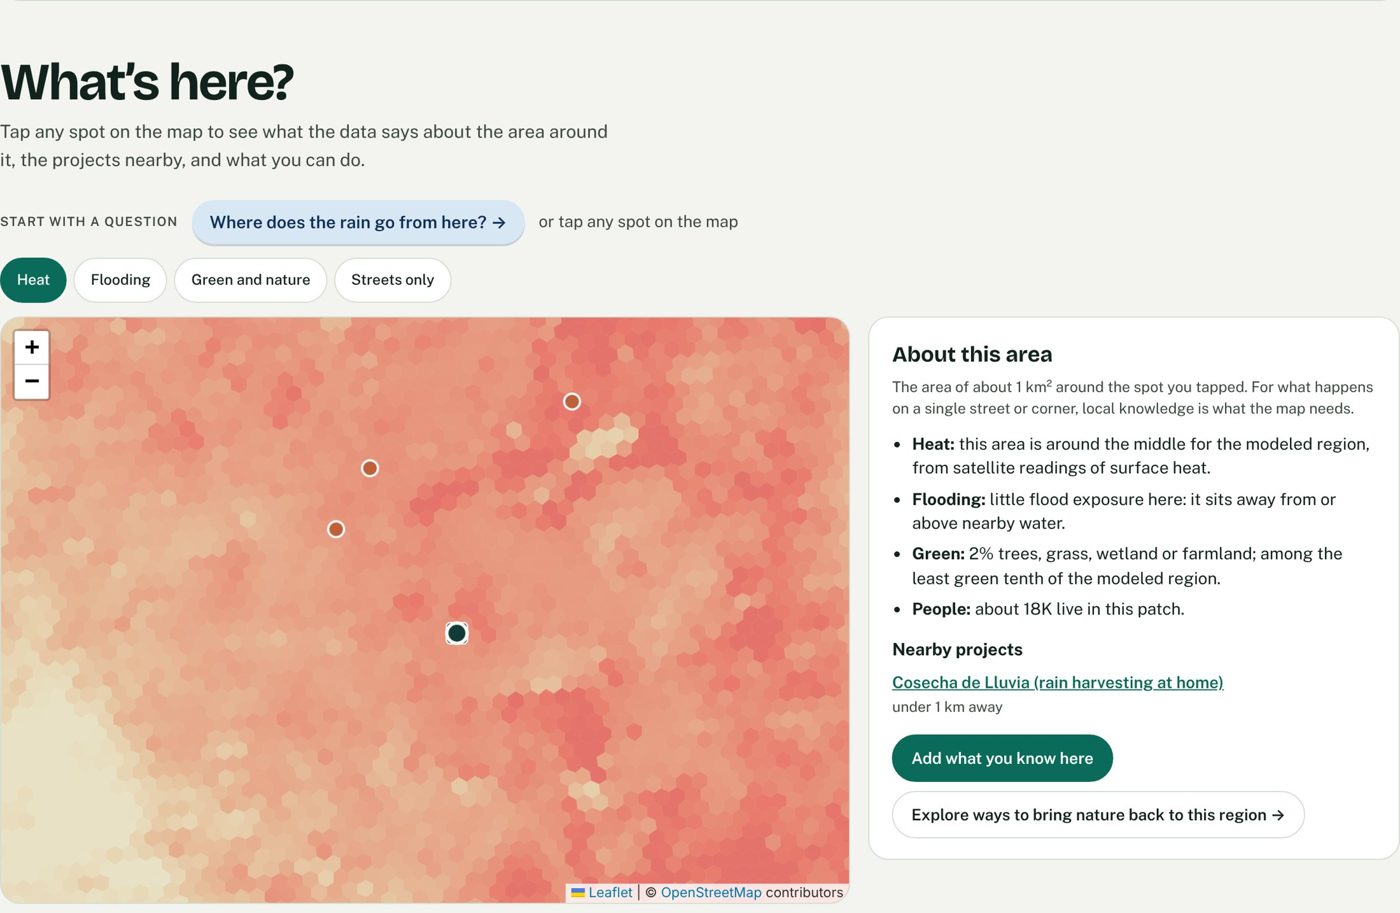 What's here?
Tap any spot on the map to see what the data says about the area around
it, the projects nearby, and what you can do.
START WITH A QUESTION
Where does the rain go from here? →
or tap any spot on the map
Heat
Flooding
Green and nature
Streets only
+
−
Leaflet | © OpenStreetMap contributors
About this area
The area of about 1 km² around the spot you tapped. For what happens
on a single street or corner, local knowledge is what the map needs.
• Heat: this area is around the middle for the modeled region,
from satellite readings of surface heat.
• Flooding: little flood exposure here: it sits away from or
above nearby water.
• Green: 2% trees, grass, wetland or farmland; among the
least green tenth of the modeled region.
• People: about 18K live in this patch.
Nearby projects
Cosecha de Lluvia (rain harvesting at home)
under 1 km away
Add what you know here
Explore ways to bring nature back to this region →